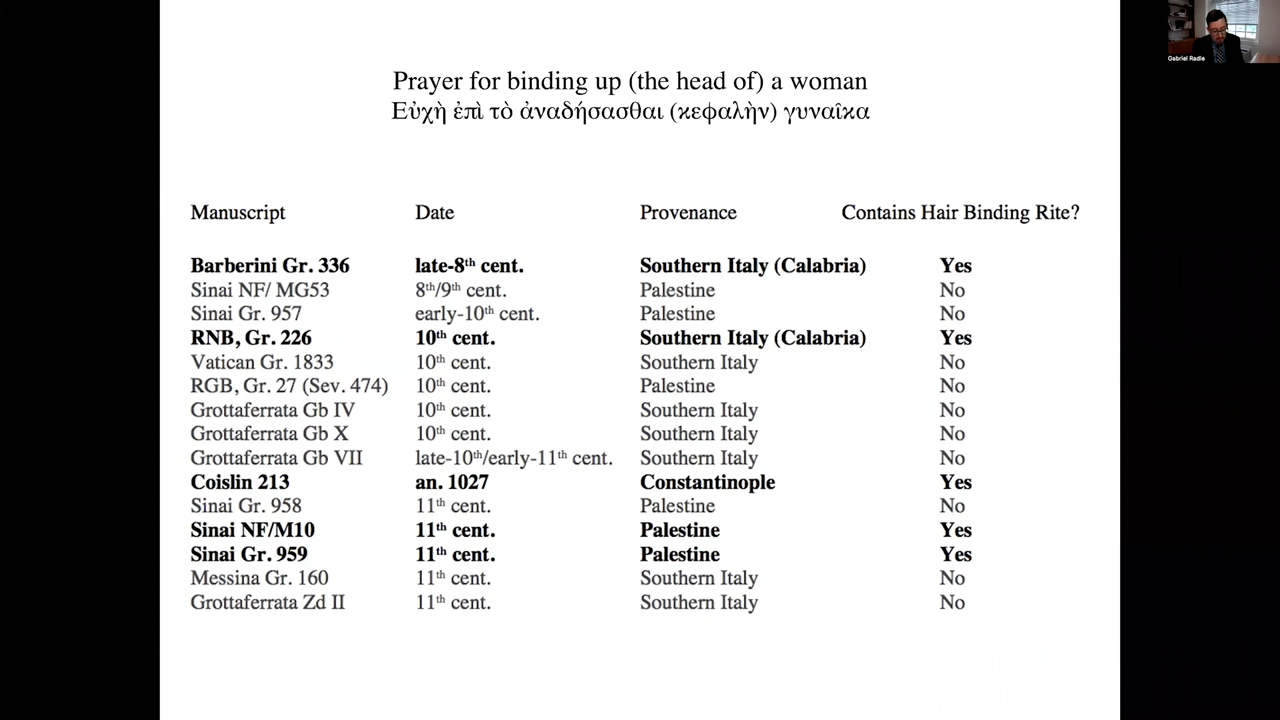 Prayer for binding up (the head of) a woman
Εὐχὴ ἐπὶ τὸ ἀναδήσασθαι (κεφαλὴν) γυναῖκα
Manuscript Date Provenance Contains Hair Binding Rite?
Barberini Gr. 336 late-8th cent. Southern Italy (Calabria) Yes
Sinai NF/ MG53 8th/9th cent. Palestine No
Sinai Gr. 957 early-10th cent. Palestine No
RNB, Gr. 226 10th cent. Southern Italy (Calabria) Yes
Vatican Gr. 1833 10th cent. Southern Italy No
RGB, Gr. 27 (Sev. 474) 10th cent. Palestine No
Grottaferrata Gb IV 10th cent. Southern Italy No
Grottaferrata Gb X 10th cent. Southern Italy No
Grottaferrata Gb VII late-10th/early-11th cent. Southern Italy No
Coislin 213 an. 1027 Constantinople Yes
Sinai Gr. 958 11th cent. Palestine No
Sinai NF/M10 11th cent. Palestine Yes
Sinai Gr. 959 11th cent. Palestine Yes
Messina Gr. 160 11th cent. Southern Italy No
Grottaferrata Zd II 11th cent. Southern Italy No
Gabriel Radle